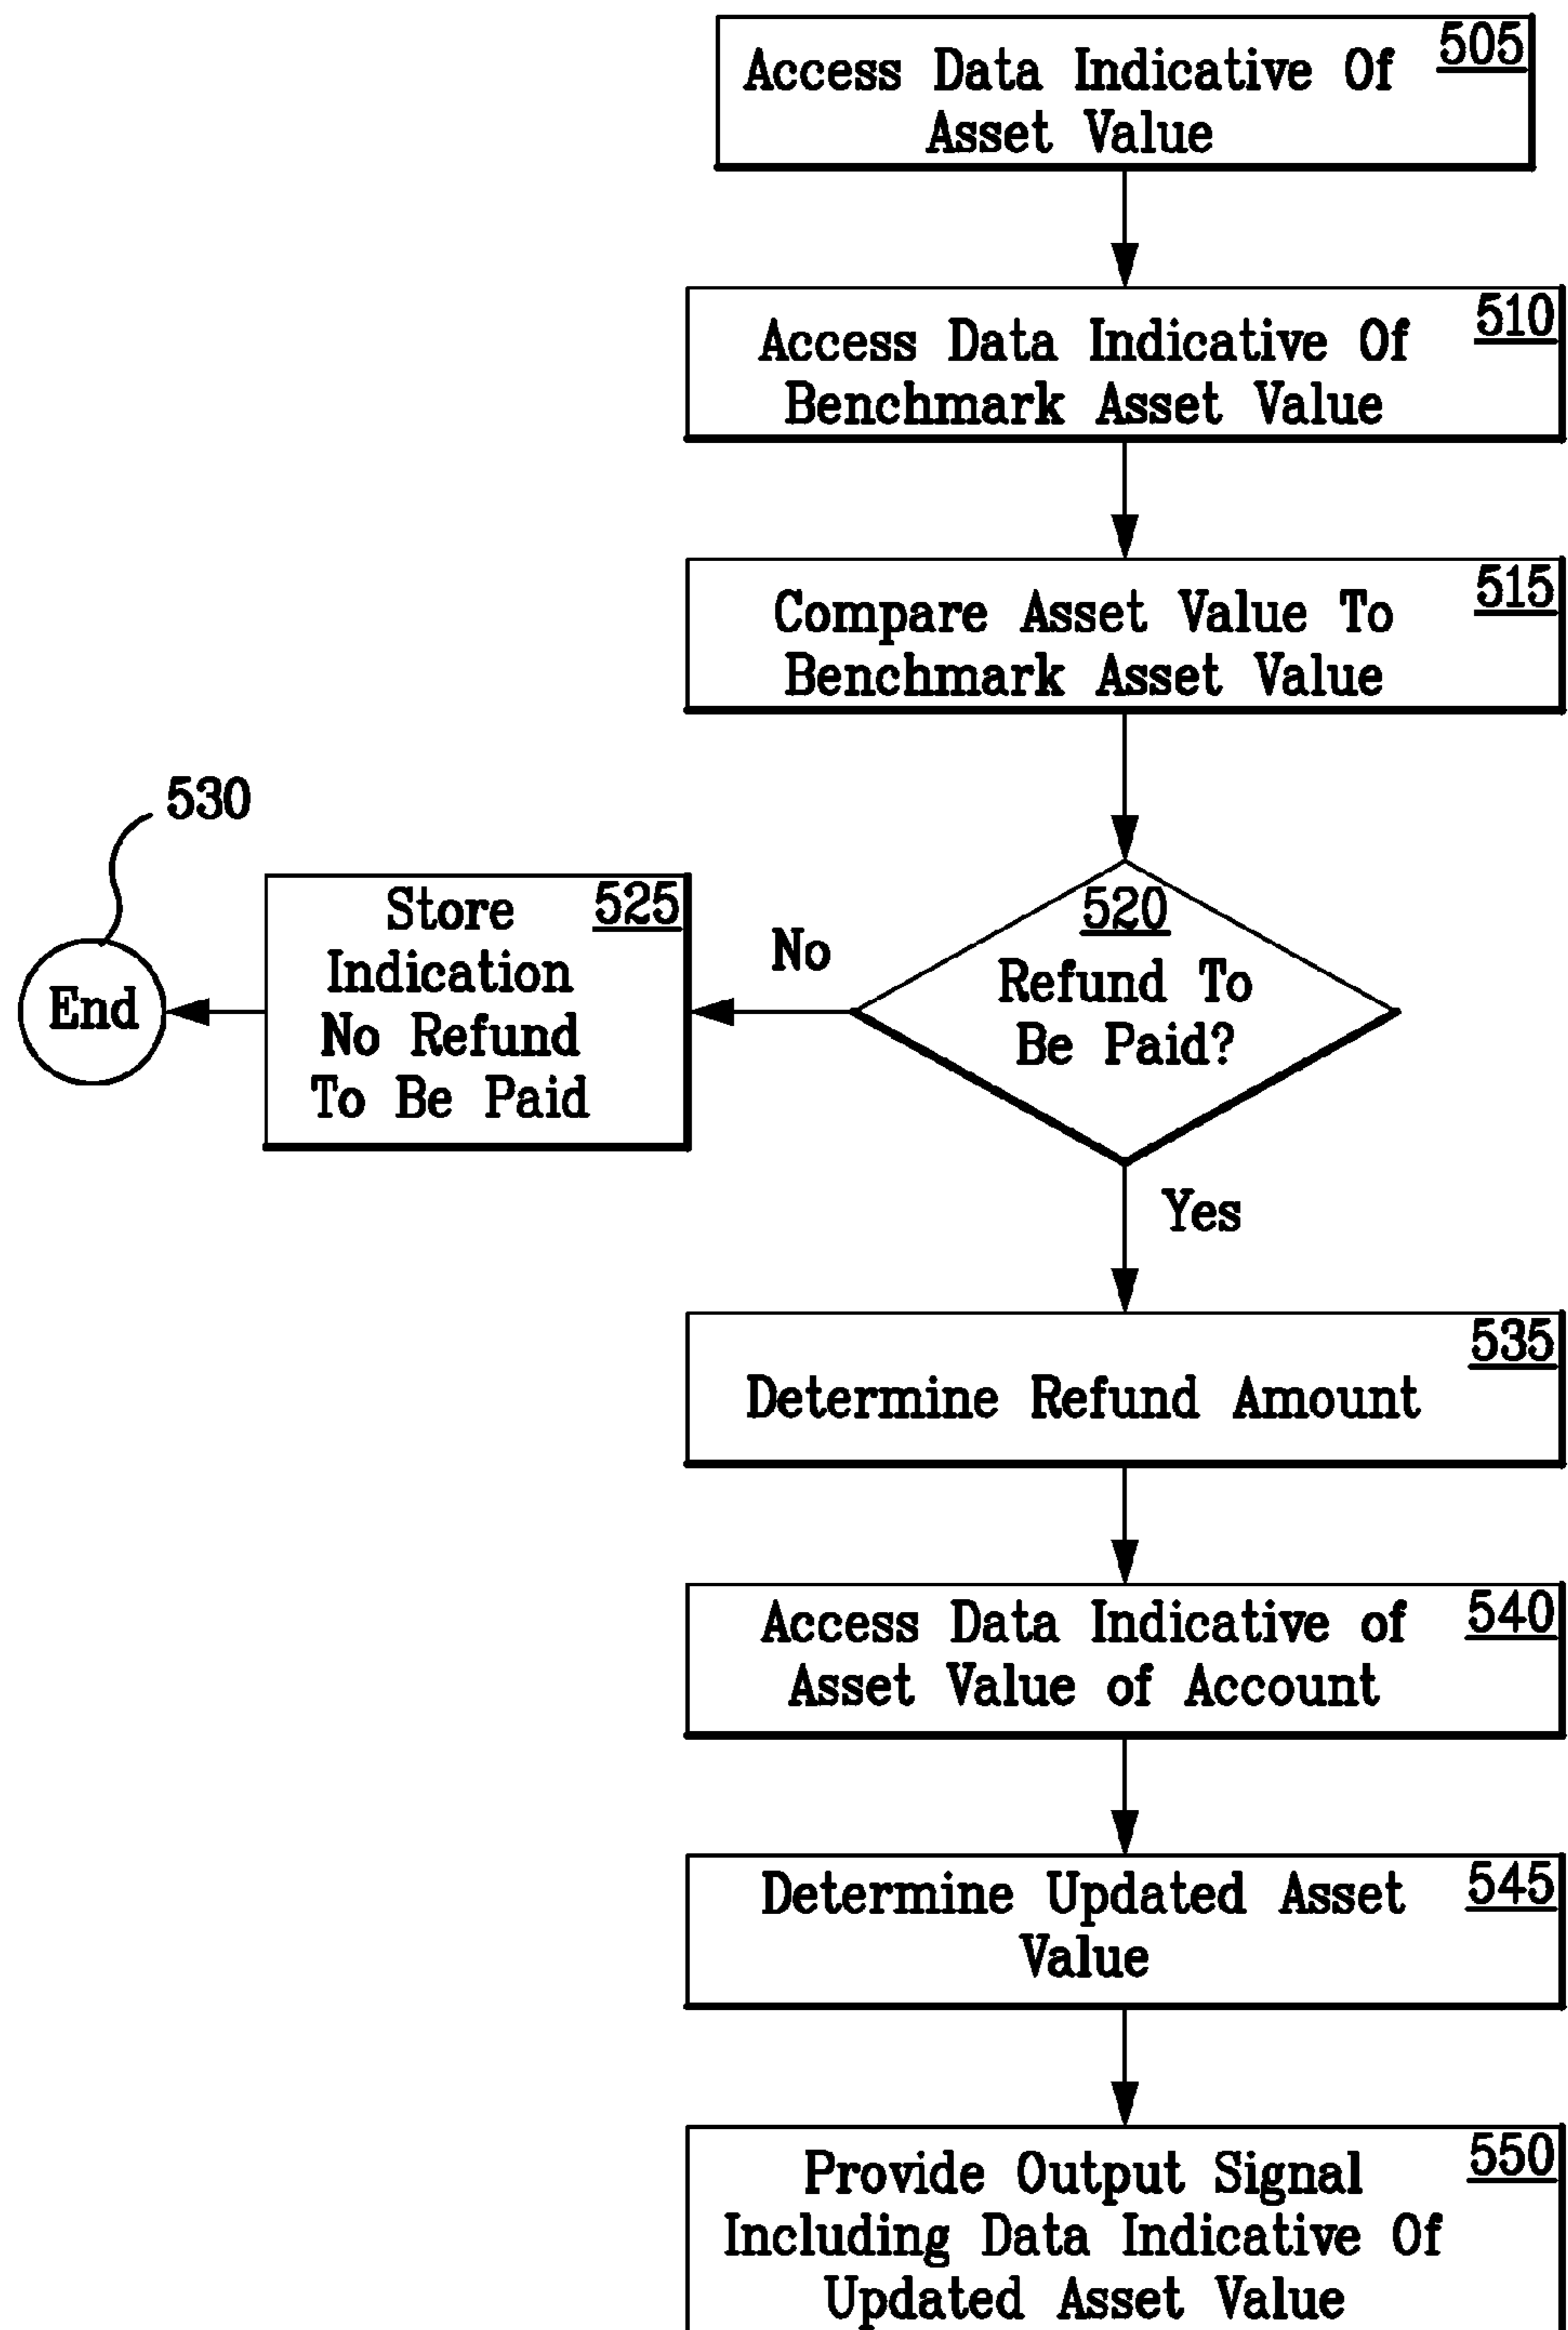 Access Data Indicative Of 505
Asset Value
Access Data Indicative Of 510
Benchmark Asset Value
Compare Asset Value To 515
Benchmark Asset Value
530
End
Store 525
Indication
No Refund
To Be Paid
No
520
Refund To
Be Paid?
Yes
535
Determine Refund Amount
Access Data Indicative of 540
Asset Value of Account
Determine Updated Asset 545
Value
Provide Output Signal 550
Including Data Indicative Of
Updated Asset Value